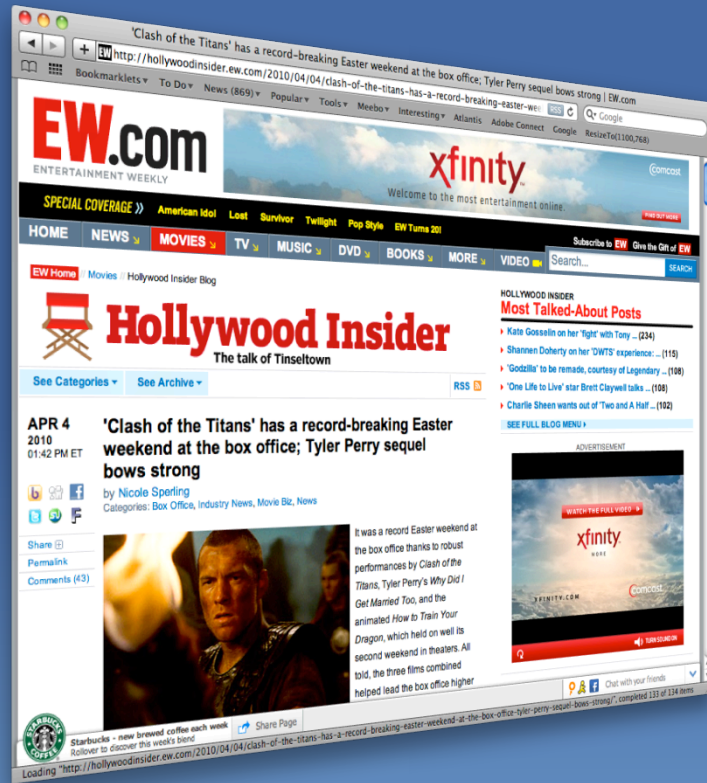 'Clash of the Titans' has a record-breaking Easter weekend at the box office; Tyler Perry sequel bows strong | EW.com
EW http://hollywoodinsider.ew.com/2010/04/04/clash-of-the-titans-has-a-record-breaking-easter-wee RSS Google
Bookmarklets To Do News (869) Popular Tools Meebo Interesting Atlantis Adobe Connect Google ResizeTo(1100,768)
EW.com
ENTERTAINMENT WEEKLY
xfinity
comcast
Welcome to the most entertainment online.
FIND OUT MORE
SPECIAL COVERAGE American Idol Lost Survivor Twilight Pop Style EW Turns 20!
Subscribe to EW Give the Gift of EW
HOME NEWS MOVIES TV MUSIC DVD BOOKS MORE VIDEO Search... SEARCH
EW Home // Movies // Hollywood Insider Blog
Hollywood Insider
The talk of Tinseltown
See Categories See Archive RSS
APR 4
2010
01:42 PM ET
'Clash of the Titans' has a record-breaking Easter
weekend at the box office; Tyler Perry sequel
bows strong
by Nicole Sperling
Categories: Box Office, Industry News, Movie Biz, News
Share
Permalink
Comments (43)
It was a record Easter weekend at
the box office thanks to robust
performances by Clash of the
Titans, Tyler Perry's Why Did I
Get Married Too, and the
animated How to Train Your
Dragon, which held on well its
second weekend in theaters. All
told, the three films combined
helped lead the box office higher
HOLLYWOOD INSIDER
Most Talked-About Posts
Kate Gosselin on her 'fight' with Tony ... (234)
Shannen Doherty on her 'DWTS' experience: ... (115)
'Godzilla' to be remade, courtesy of Legendary ... (108)
'One Life to Live' star Brett Claywell talks ... (108)
Charlie Sheen wants out of 'Two and A Half ... (102)
SEE FULL BLOG MENU
ADVERTISEMENT
WATCH THE FULL VIDEO
xfinity
MORE
XFINITY.COM
comcast
TURN SOUND ON
STARBUCKS COFFEE
Starbucks - new brewed coffee each week
Rollover to discover this week's blend
Share Page
Chat with your friends
Loading "http://hollywoodinsider.ew.com/2010/04/04/clash-of-the-titans-has-a-record-breaking-easter-weekend-at-the-box-office-tyler-perry-sequel-bows-strong/", completed 133 of 134 items